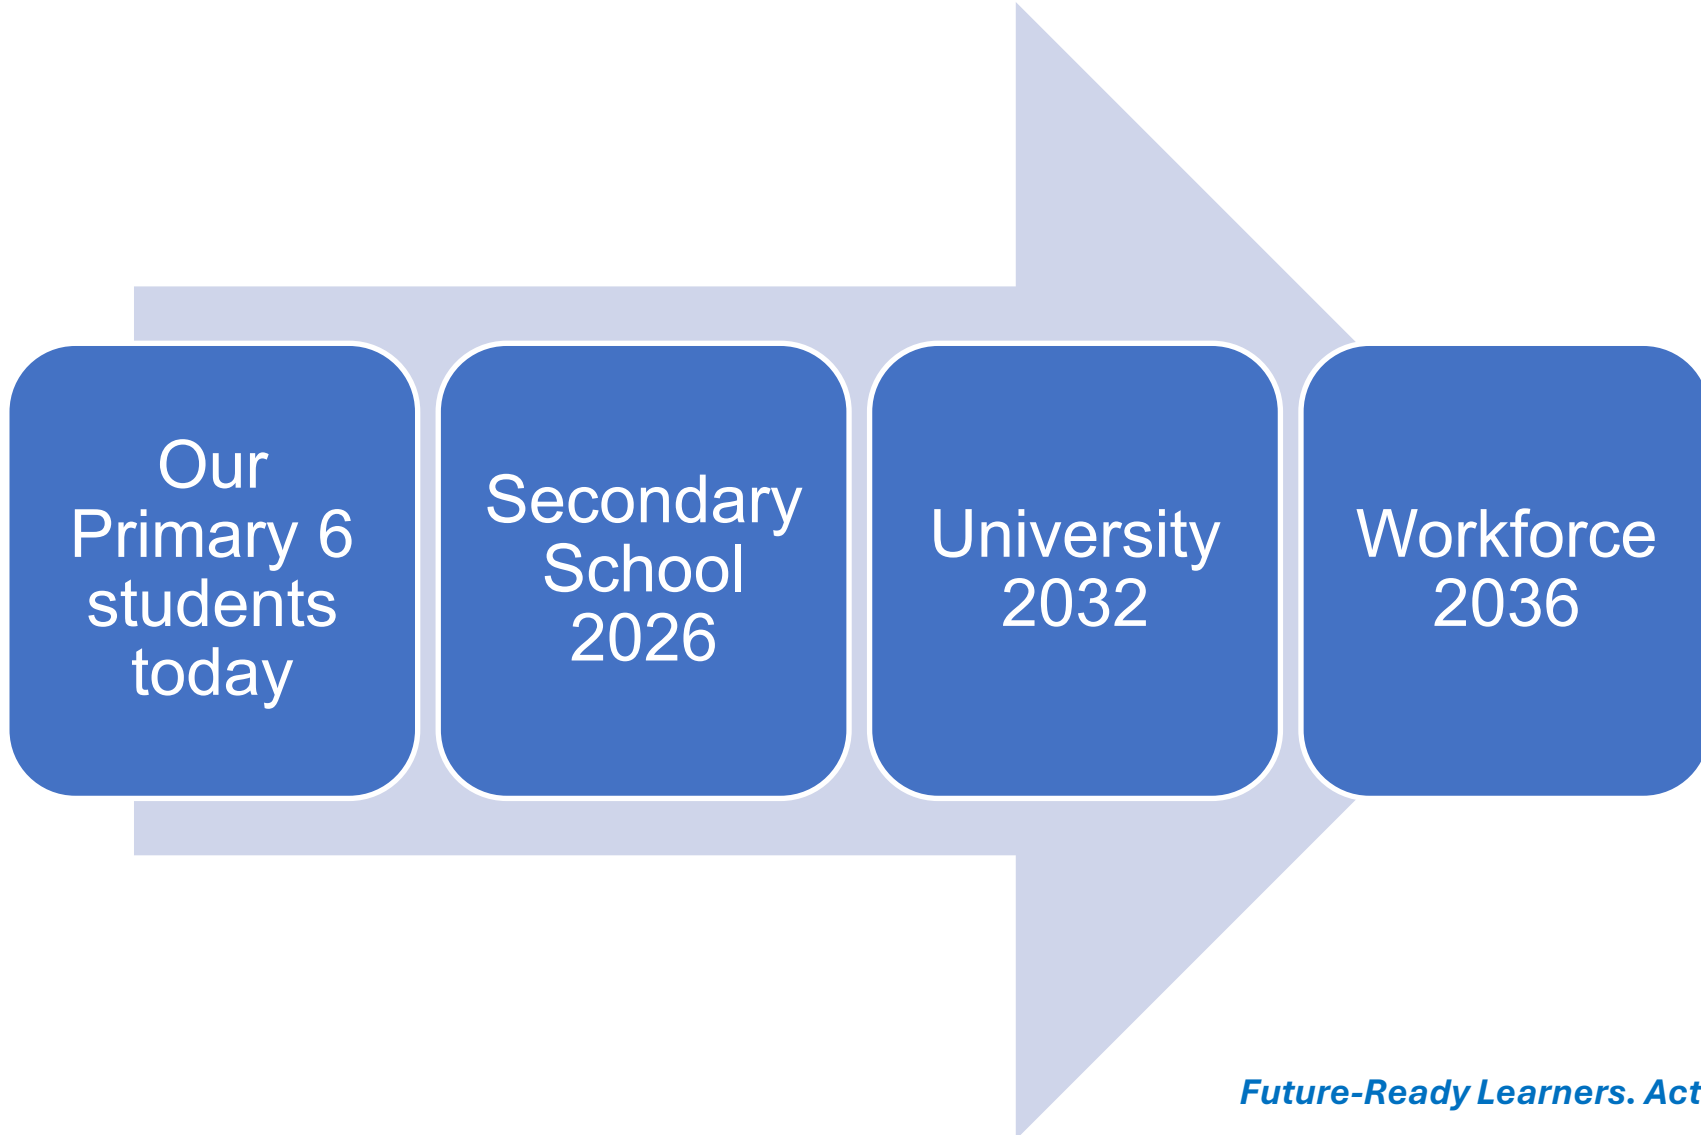 Our
Primary 6
students
today
Secondary
School
2026
University
2032
Workforce
2036
Future-Ready Learners. Act